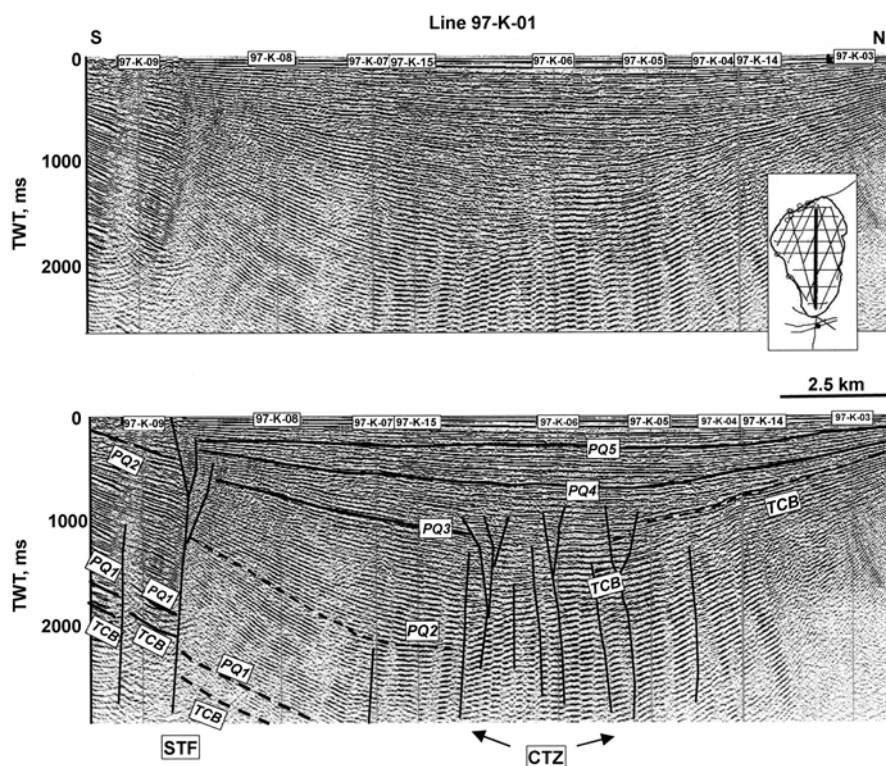 Line 97-K-01
S N
0 97-K-09 97-K-08 97-K-07 97-K-15 97-K-06 97-K-05 97-K-04 97-K-14 97-K-03
1000
TWT, ms
2000
2.5 km
0 97-K-09 97-K-08 97-K-07 97-K-15 97-K-06 97-K-05 97-K-04 97-K-14 97-K-03
PQ2 PQ5
PQ4
TCB
1000 PQ3
TWT, ms
PQ1 TCB
PQ1
TCB TCB PQ2
2000
PQ1
TCB
STF CTZ